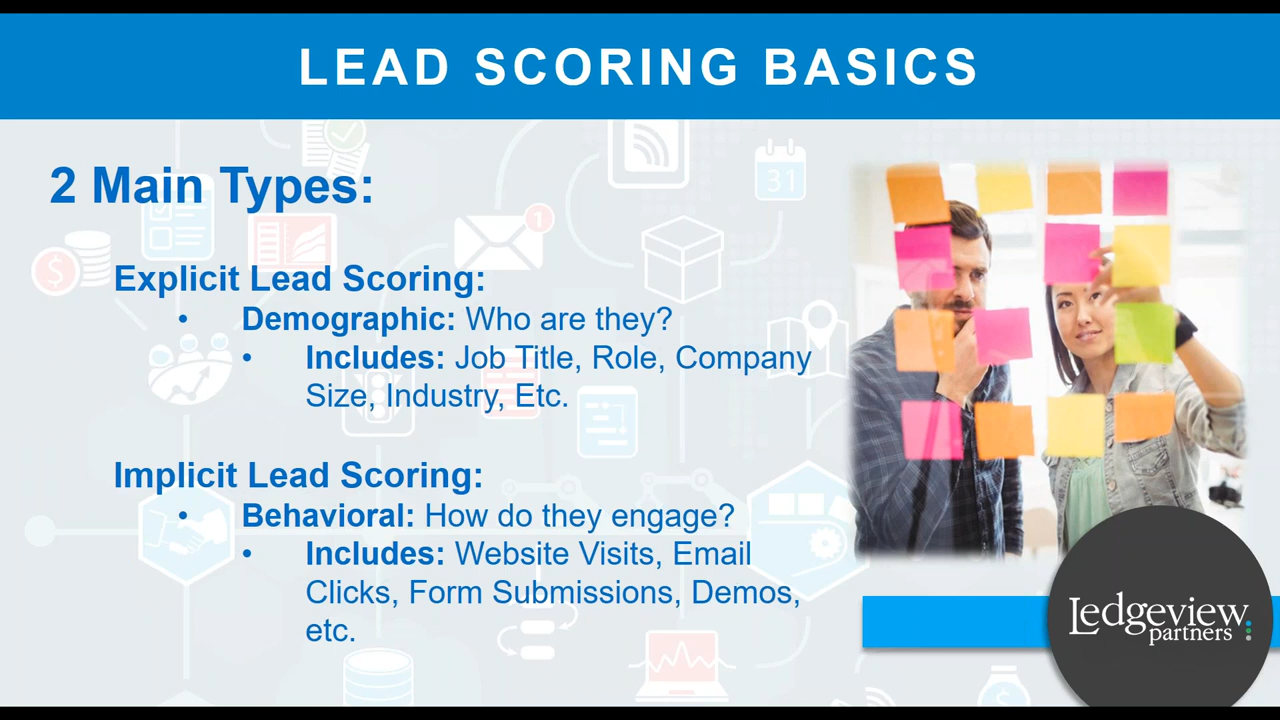 LEAD SCORING BASICS
2 Main Types:
Explicit Lead Scoring:
• Demographic: Who are they?
• Includes: Job Title, Role, Company
Size, Industry, Etc.
Implicit Lead Scoring:
• Behavioral: How do they engage?
• Includes: Website Visits, Email
Clicks, Form Submissions, Demos,
etc.
1
31
$
Ledgeview
partners